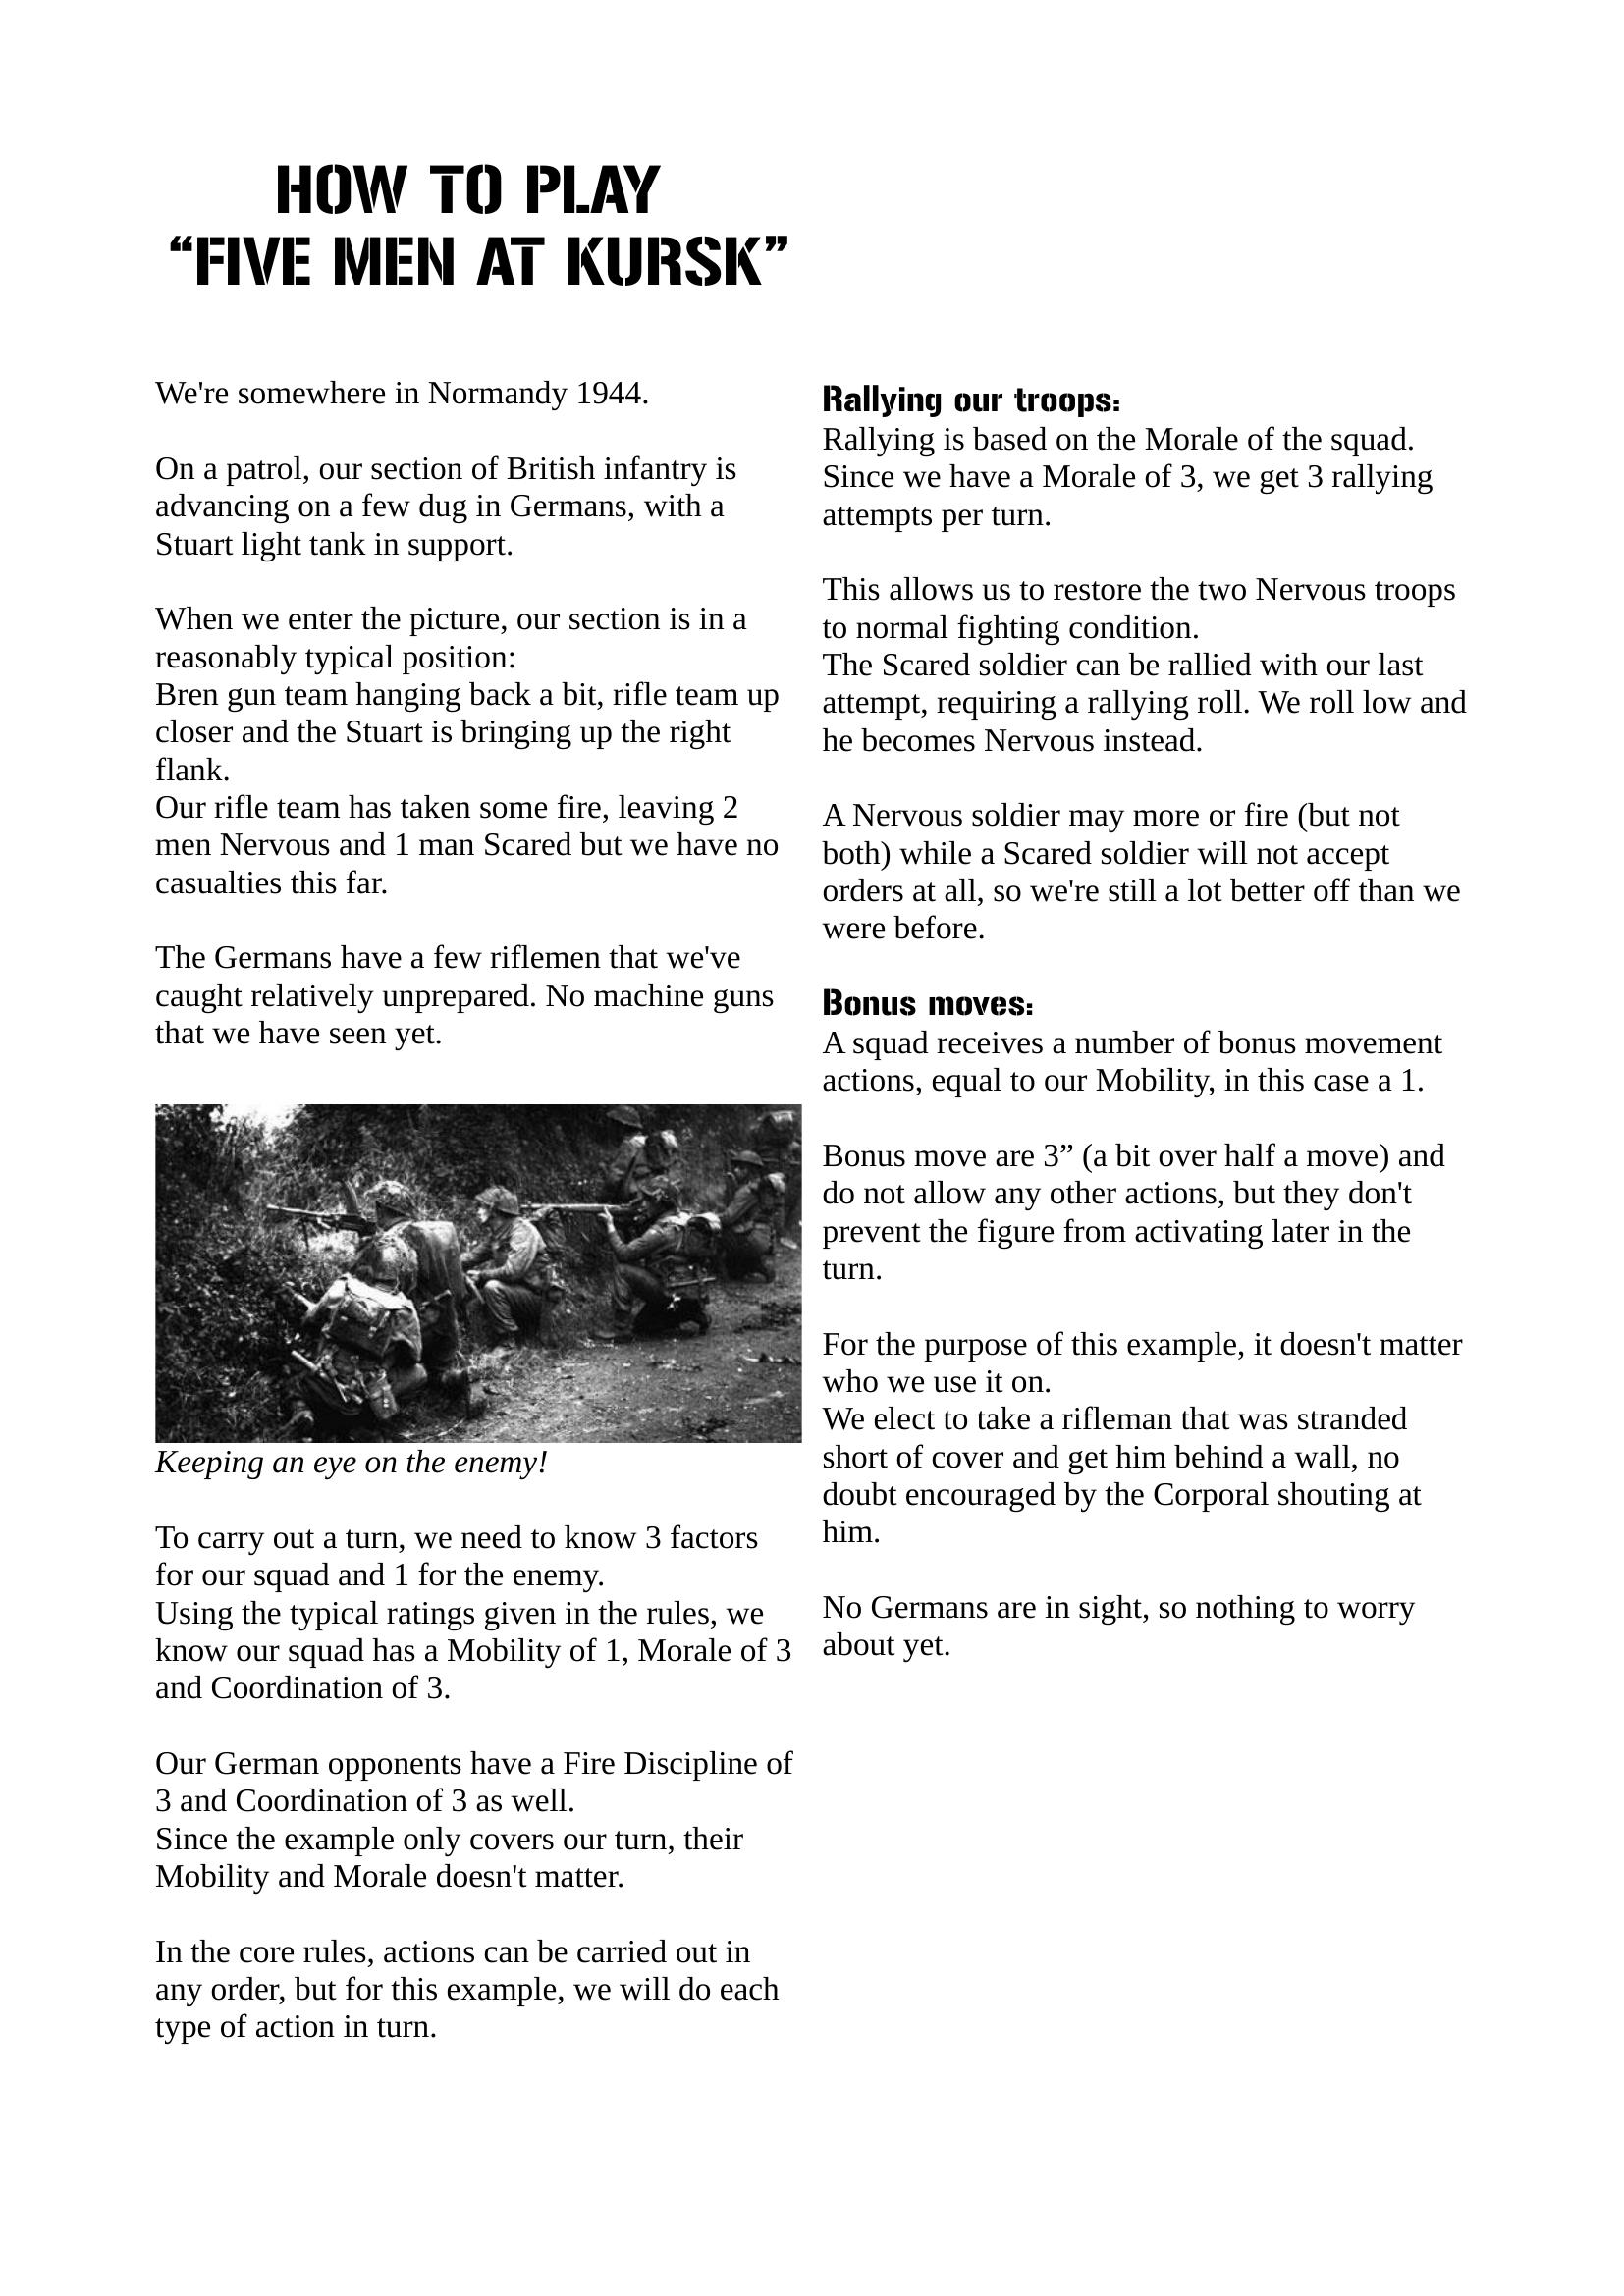 HOW TO PLAY
“FIVE MEN AT KURSK”
We're somewhere in Normandy 1944.
On a patrol, our section of British infantry is
advancing on a few dug in Germans, with a
Stuart light tank in support.
When we enter the picture, our section is in a
reasonably typical position:
Bren gun team hanging back a bit, rifle team up
closer and the Stuart is bringing up the right
flank.
Our rifle team has taken some fire, leaving 2
men Nervous and 1 man Scared but we have no
casualties this far.
The Germans have a few riflemen that we've
caught relatively unprepared. No machine guns
that we have seen yet.
Keeping an eye on the enemy!
To carry out a turn, we need to know 3 factors
for our squad and 1 for the enemy.
Using the typical ratings given in the rules, we
know our squad has a Mobility of 1, Morale of 3
and Coordination of 3.
Our German opponents have a Fire Discipline of
3 and Coordination of 3 as well.
Since the example only covers our turn, their
Mobility and Morale doesn't matter.
In the core rules, actions can be carried out in
any order, but for this example, we will do each
type of action in turn.
Rallying our troops:
Rallying is based on the Morale of the squad.
Since we have a Morale of 3, we get 3 rallying
attempts per turn.
This allows us to restore the two Nervous troops
to normal fighting condition.
The Scared soldier can be rallied with our last
attempt, requiring a rallying roll. We roll low and
he becomes Nervous instead.
A Nervous soldier may more or fire (but not
both) while a Scared soldier will not accept
orders at all, so we're still a lot better off than we
were before.
Bonus moves:
A squad receives a number of bonus movement
actions, equal to our Mobility, in this case a 1.
Bonus move are 3” (a bit over half a move) and
do not allow any other actions, but they don't
prevent the figure from activating later in the
turn.
For the purpose of this example, it doesn't matter
who we use it on.
We elect to take a rifleman that was stranded
short of cover and get him behind a wall, no
doubt encouraged by the Corporal shouting at
him.
No Germans are in sight, so nothing to worry
about yet.